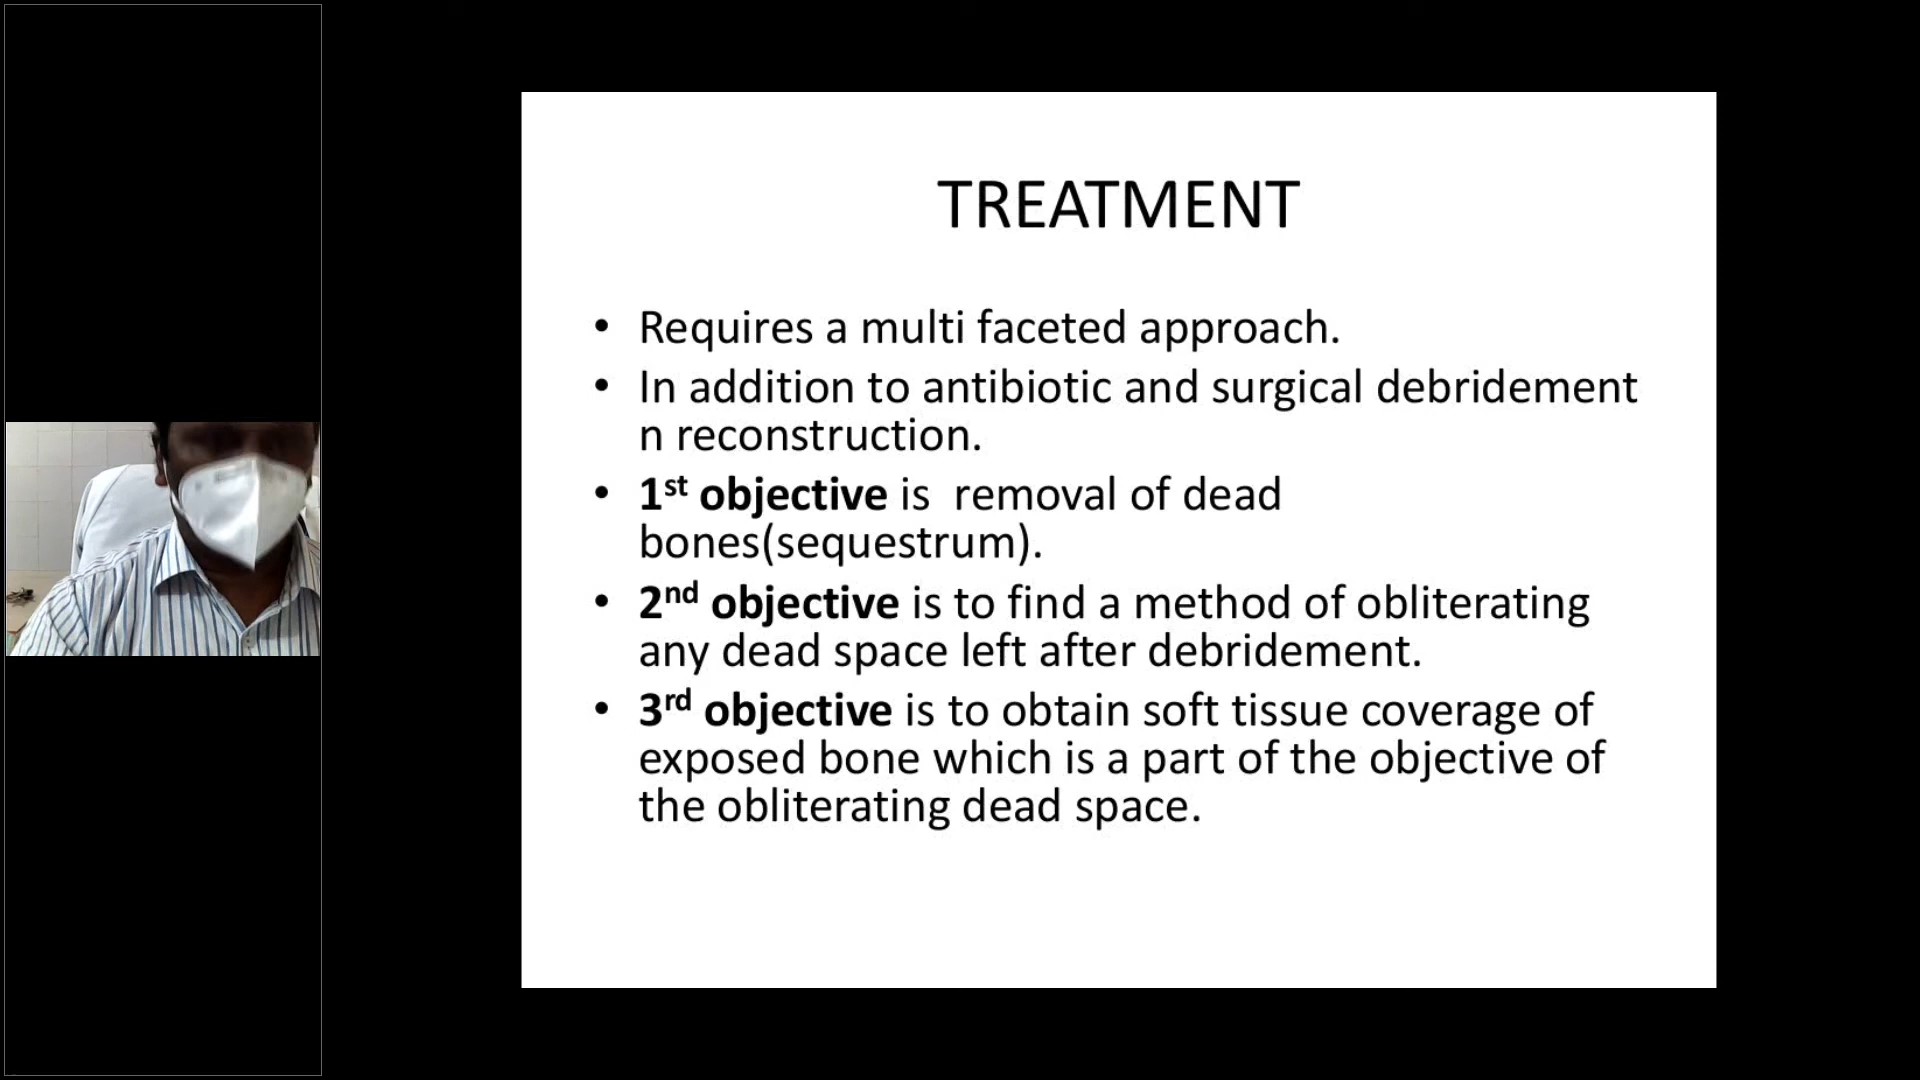 TREATMENT
• Requires a multi faceted approach.
• In addition to antibiotic and surgical debridement
n reconstruction.
• 1st objective is  removal of dead
bones(sequestrum).
• 2nd objective is to find a method of obliterating
any dead space left after debridement.
• 3rd objective is to obtain soft tissue coverage of
exposed bone which is a part of the objective of
the obliterating dead space.